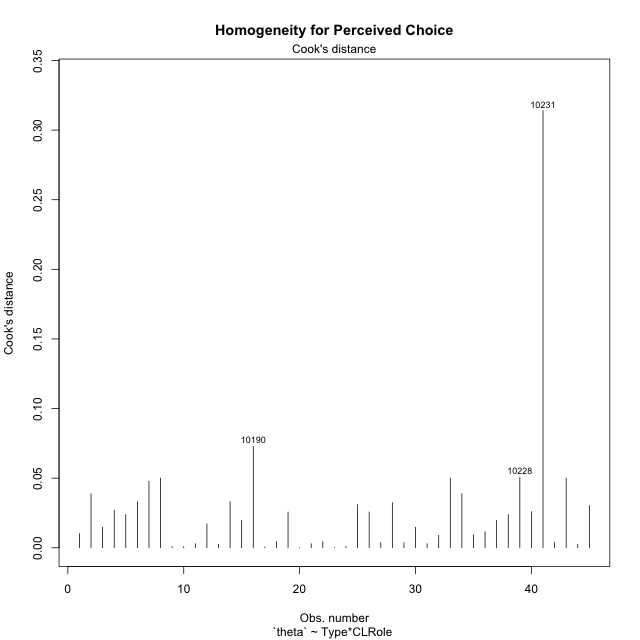 Homogeneity for Perceived Choice
Cook's distance
0.35
0.30
0.25
0.20
0.15
0.10
0.05
0.00
Cook's distance
10231
10190
10228
0 10 20 30 40
Obs. number
`theta` ~ Type*CLRole